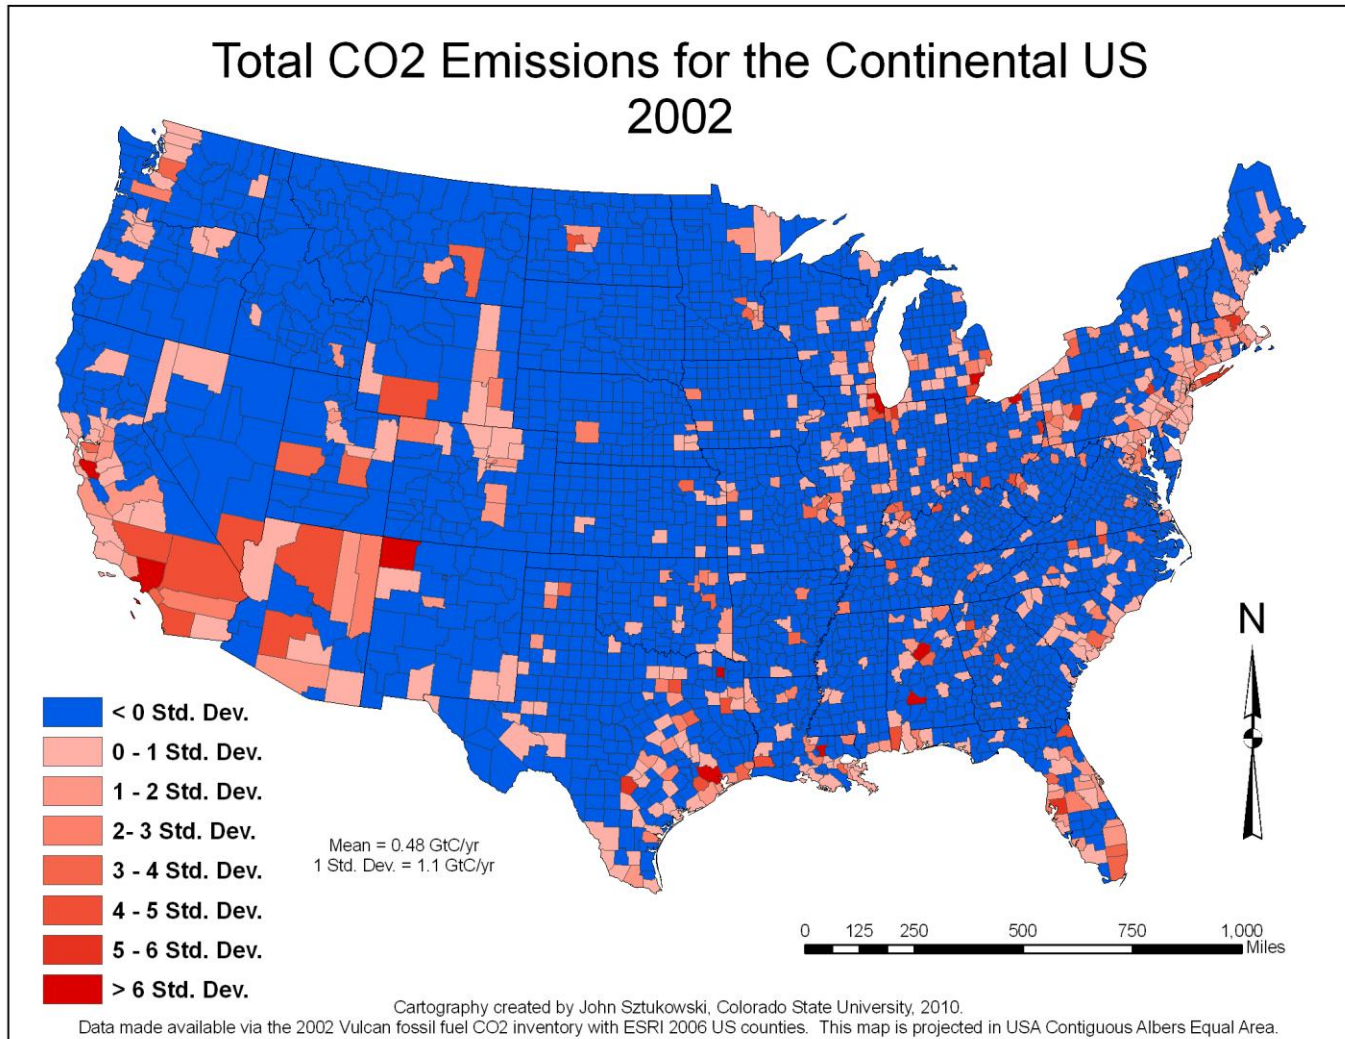 Total CO2 Emissions for the Continental US
2002
N
< 0 Std. Dev.
0 - 1 Std. Dev.
1 - 2 Std. Dev.
2- 3 Std. Dev.
3 - 4 Std. Dev.
4 - 5 Std. Dev.
5 - 6 Std. Dev.
> 6 Std. Dev.
Mean = 0.48 GtC/yr
1 Std. Dev. = 1.1 GtC/yr
0 125 250 500 750 1,000
Miles
Cartography created by John Sztukowski, Colorado State University, 2010.
Data made available via the 2002 Vulcan fossil fuel CO2 inventory with ESRI 2006 US counties. This map is projected in USA Contiguous Albers Equal Area.